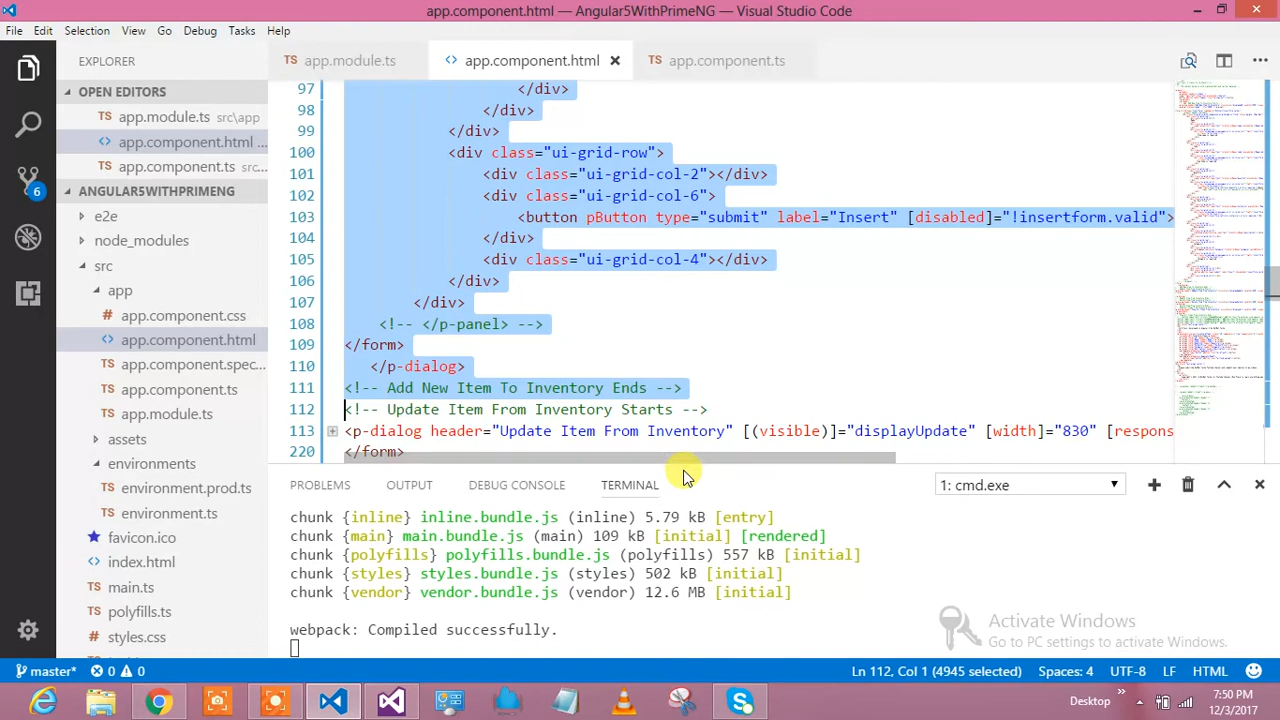 app.component.html — Angular5WithPrimeNG — Visual Studio Code
File Edit Selection View Go Debug Tasks Help
EXPLORER
TS app.module.ts
<> app.component.html ×
TS app.component.ts
OPEN EDITORS
TS app.module.ts src\app
<> app.component.html ...
TS app.component.ts sr...
ANGULAR5WITHPRIMENG
e2e
node_modules
src
app
# app.component.css
<> app.component.html
TS app.component.spec...
TS app.component.ts
TS app.module.ts
assets
environments
TS environment.prod.ts
TS environment.ts
favicon.ico
<> index.html
TS main.ts
TS polyfills.ts
# styles.css
6
97 </div>
98
99 </div>
100 <div class="ui-grid-row">
101 <div class="ui-grid-col-2"></div>
102 <div class="ui-grid-col-6">
103 <button pButton type="submit" label="Insert" [disabled]="!insertform.valid">
104 </div>
105 <div class="ui-grid-col-4"></div>
106 </div>
107 </div>
108 <!-- </p-panel> -->
109 </form>
110 </p-dialog>
111 <!-- Add New Item To Inventory Ends -->
112 <!-- Update Item From Inventory Starts -->
113 <p-dialog header="Update Item From Inventory" [(visible)]="displayUpdate" [width]="830" [respons
220 </form>
PROBLEMS OUTPUT DEBUG CONSOLE TERMINAL
1: cmd.exe
chunk {inline} inline.bundle.js (inline) 5.79 kB [entry]
chunk {main} main.bundle.js (main) 109 kB [initial] [rendered]
chunk {polyfills} polyfills.bundle.js (polyfills) 557 kB [initial]
chunk {styles} styles.bundle.js (styles) 502 kB [initial]
chunk {vendor} vendor.bundle.js (vendor) 12.6 MB [initial]
webpack: Compiled successfully.
Activate Windows
Go to PC settings to activate Windows.
master* 0 0
Ln 112, Col 1 (4945 selected) Spaces: 4 UTF-8 LF HTML
Desktop
7:50 PM
12/3/2017